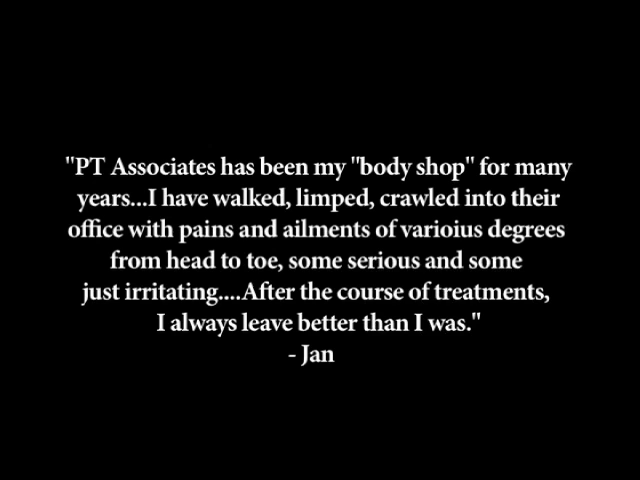 "PT Associates has been my "body shop" for many
years...I have walked, limped, crawled into their
office with pains and ailments of varioius degrees
from head to toe, some serious and some
just irritating....After the course of treatments,
I always leave better than I was."
- Jan